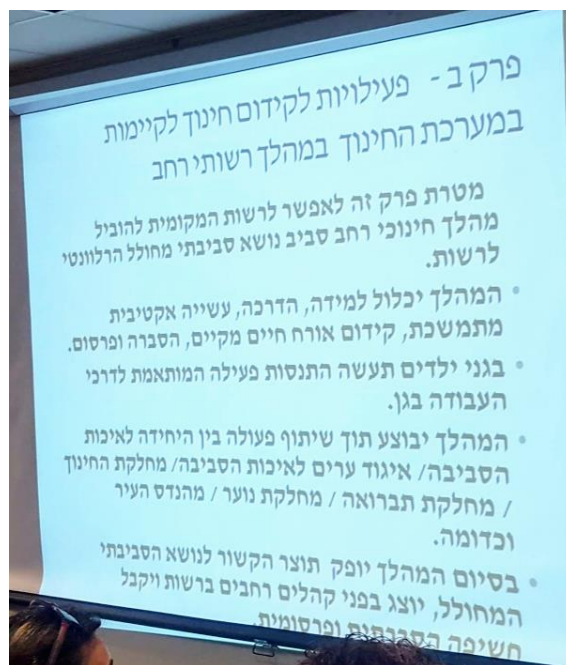 פרק ב - פעילויות לקידום חינוך לקיימות
במערכת החינוך במהלך רשותי רחב
מטרת פרק זה לאפשר לרשות המקומית להוביל
מהלך חינוכי רחב סביב נושא סביבתי מחולל הרלוונטי
לרשות.
• המהלך יכלול למידה, הדרכה, עשייה אקטיבית
מתמשכת, קידום אורח חיים מקיים, הסברה ופרסום.
• בגני ילדים תעשה התנסות פעילה המותאמת לדרכי
העבודה בגן.
• המהלך יבוצע תוך שיתוף פעולה בין היחידה לאיכות
הסביבה/ איגוד ערים לאיכות הסביבה/ מחלקת החינוך
/ מחלקת תברואה / מחלקת נוער / מהנדס העיר
וכדומה.
• בסיום המהלך יופק תוצר הקשור לנושא הסביבתי
המחולל, יוצג בפני קהלים רחבים ברשות ויקבל
חשיפה הסברתית ופרסומית.